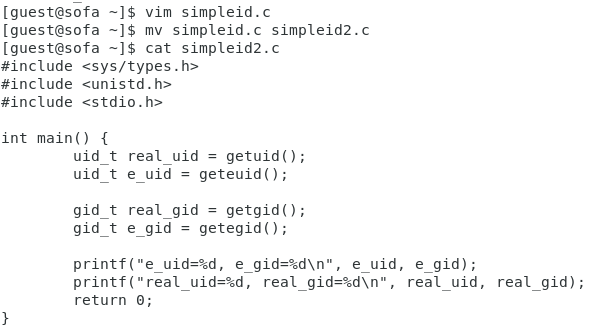 [guest@sofa ~]$ vim simpleid.c
[guest@sofa ~]$ mv simpleid.c simpleid2.c
[guest@sofa ~]$ cat simpleid2.c
#include <sys/types.h>
#include <unistd.h>
#include <stdio.h>

int main() {
        uid_t real_uid = getuid();
        uid_t e_uid = geteuid();

        gid_t real_gid = getgid();
        gid_t e_gid = getegid();

        printf("e_uid=%d, e_gid=%d\n", e_uid, e_gid);
        printf("real_uid=%d, real_gid=%d\n", real_uid, real_gid);
        return 0;
}